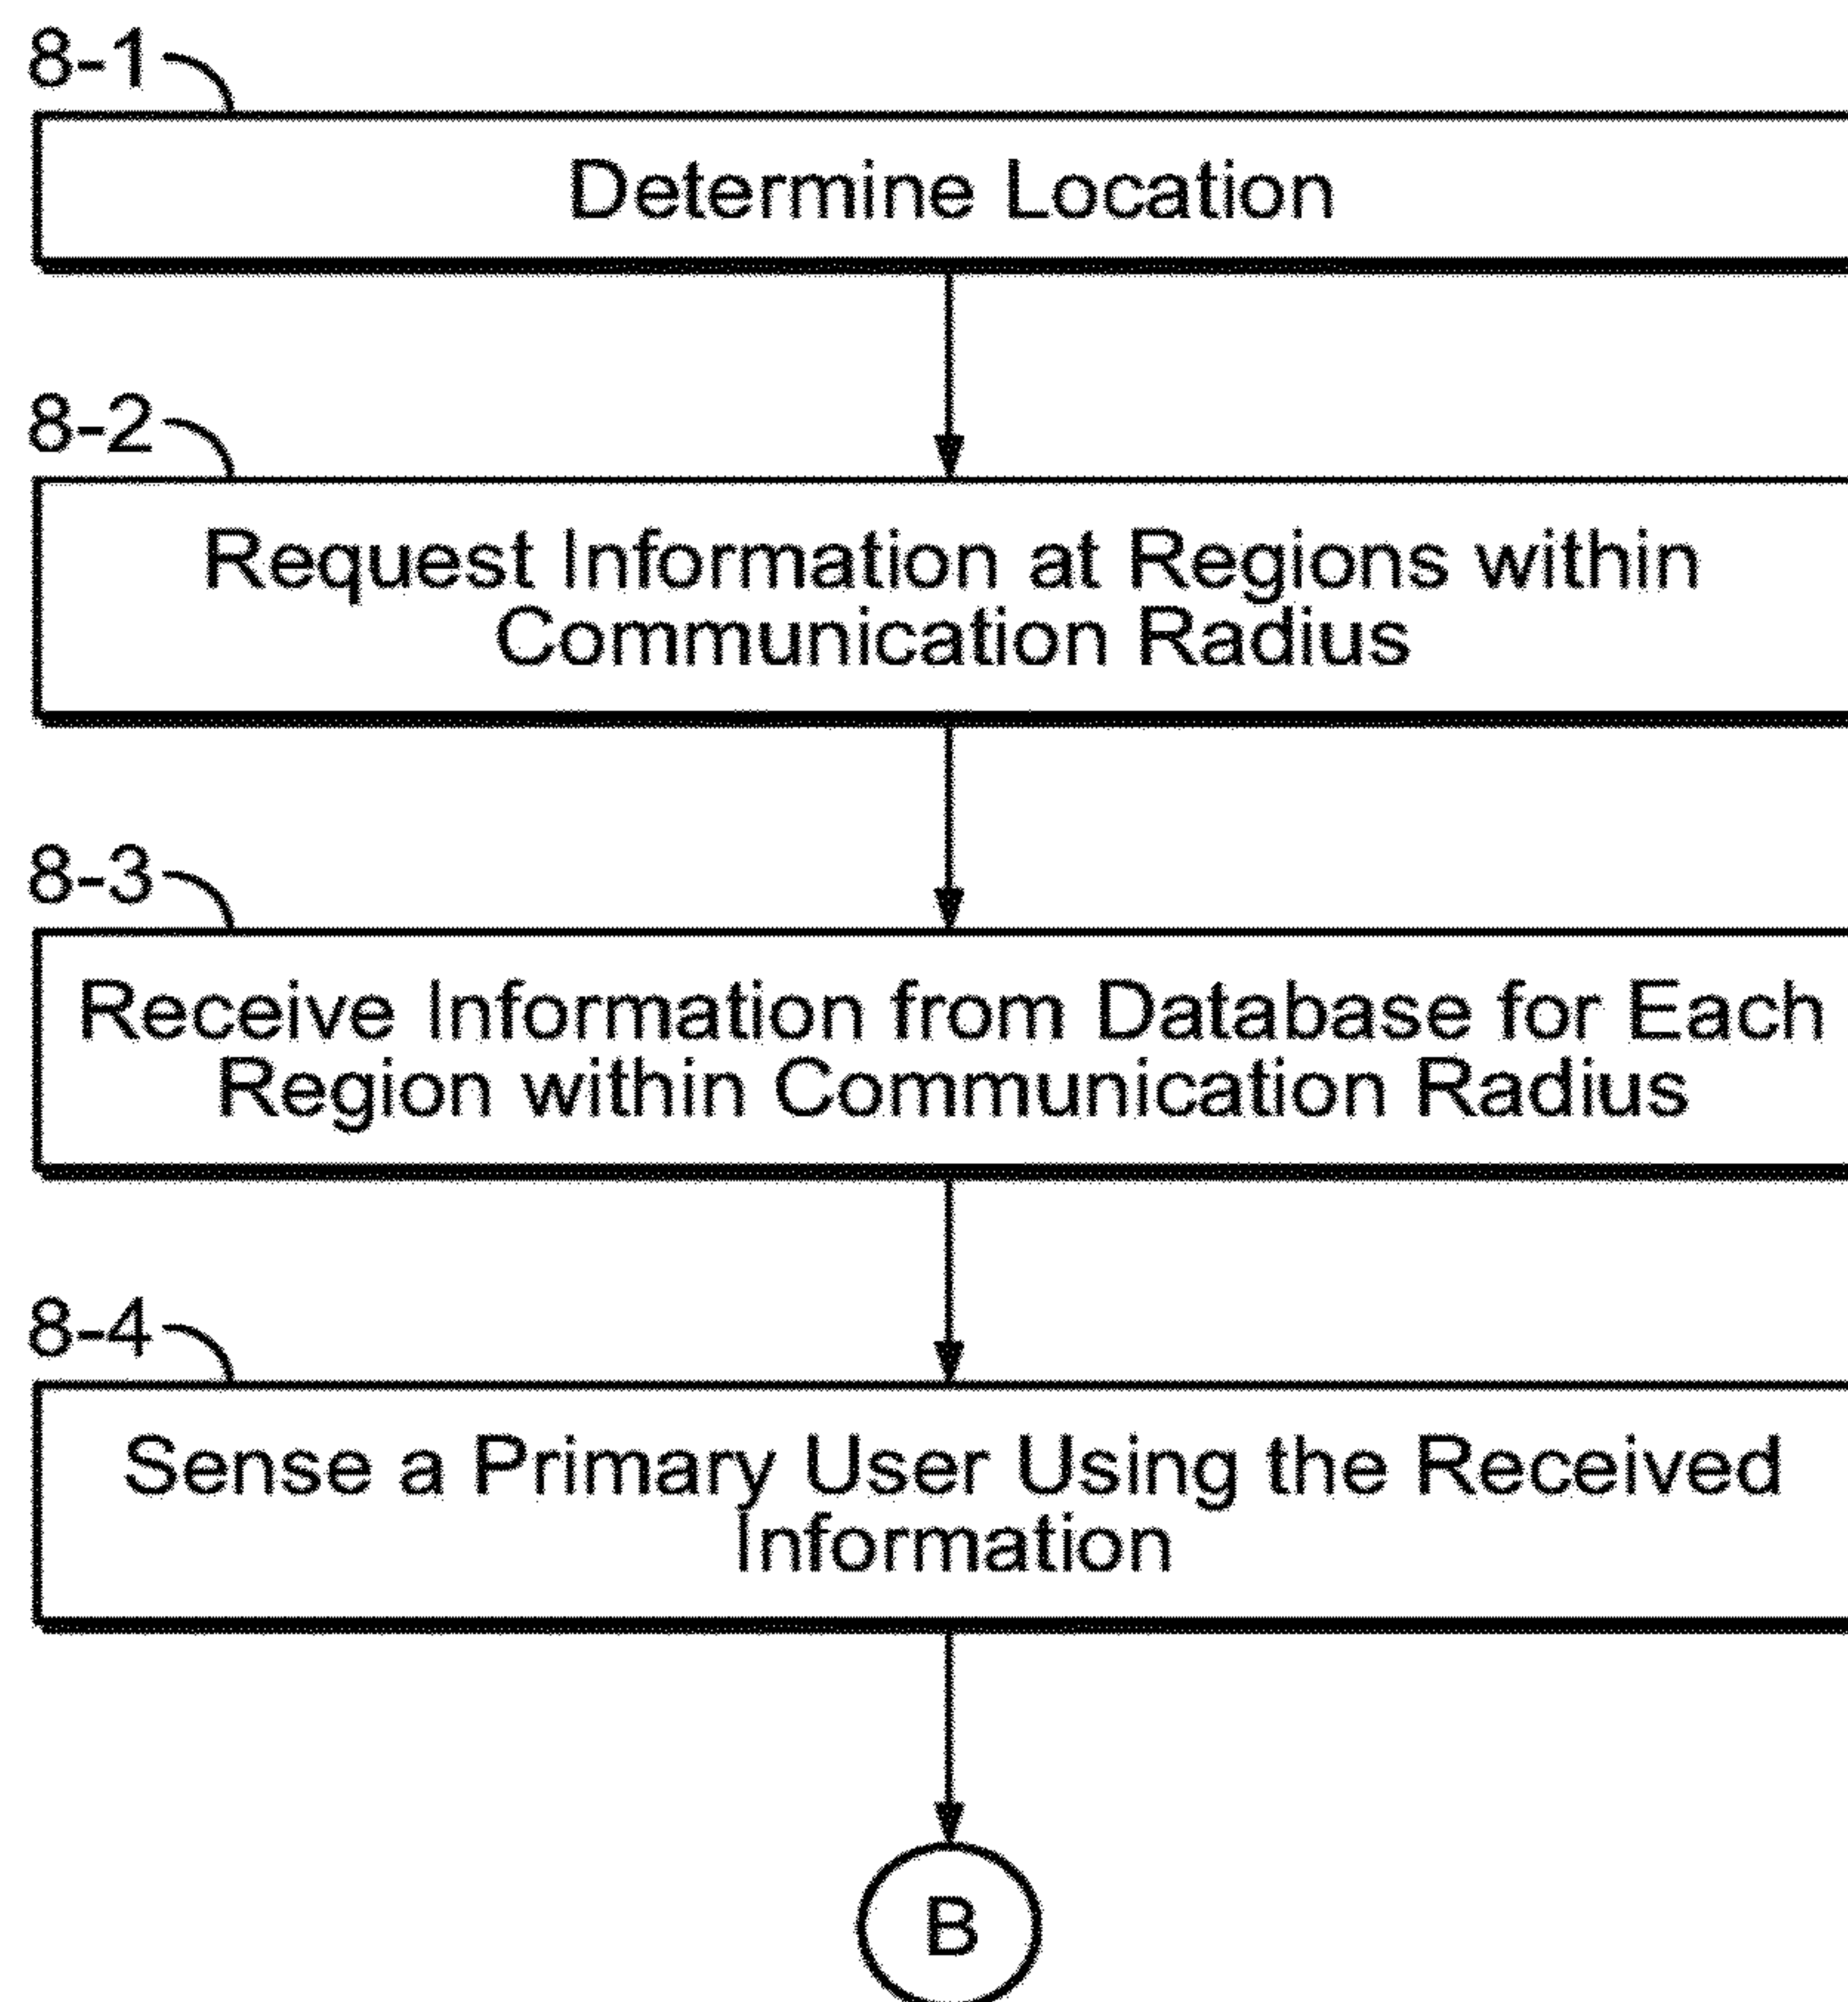 8-1
Determine Location
8-2
Request Information at Regions within
Communication Radius
8-3
Receive Information from Database for Each
Region within Communication Radius
8-4
Sense a Primary User Using the Received
Information
B